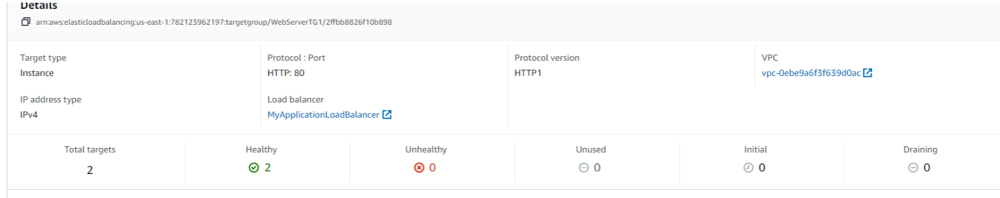 Details
arn:aws:elasticloadbalancing:us-east-1:782123962197:targetgroup/WebServerTG1/2ffbb8826f10b898
Target type
Instance
Protocol : Port
HTTP: 80
Protocol version
HTTP1
VPC
vpc-0ebe9a6f3f639d0ac
IP address type
IPv4
Load balancer
MyApplicationLoadBalancer
Total targets
2
Healthy
2
Unhealthy
0
Unused
0
Initial
0
Draining
0